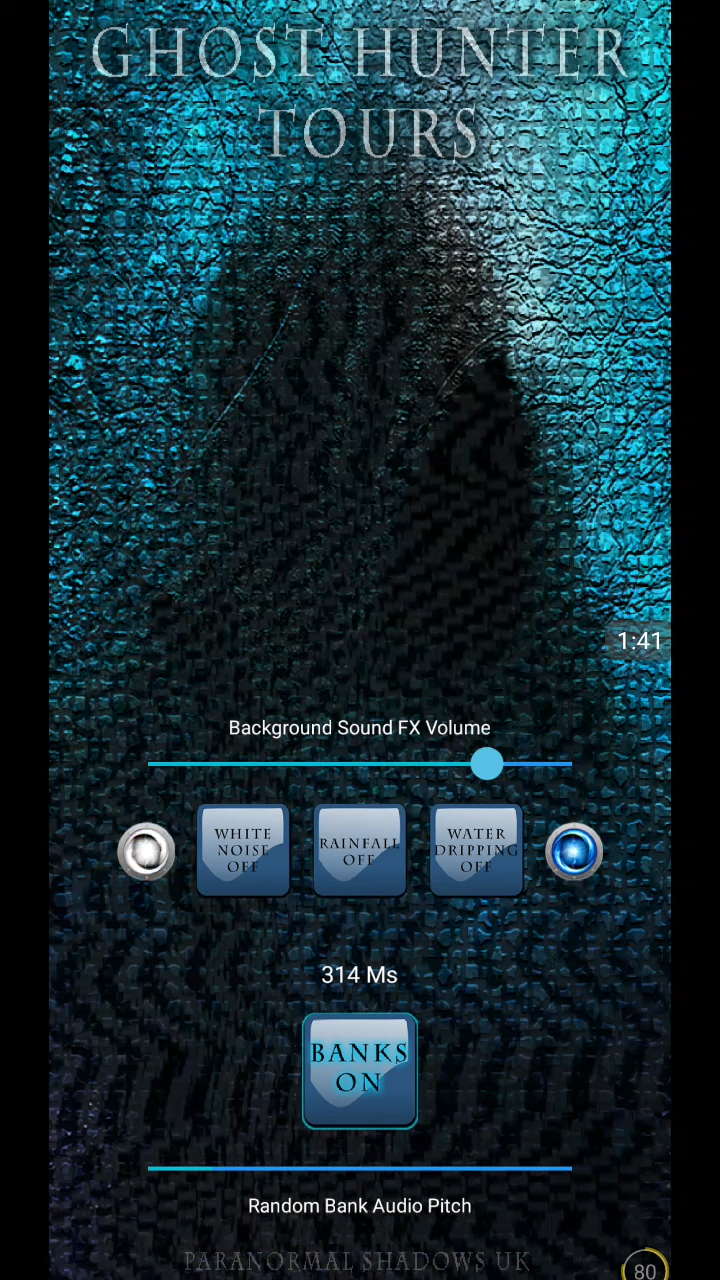 GHOST HUNTER
TOURS
1:41
Background Sound FX Volume
WHITE
NOISE
OFF
RAINFALL
OFF
WATER
DRIPPING
OFF
314 Ms
BANKS
ON
Random Bank Audio Pitch
PARANORMAL SHADOWS UK
80